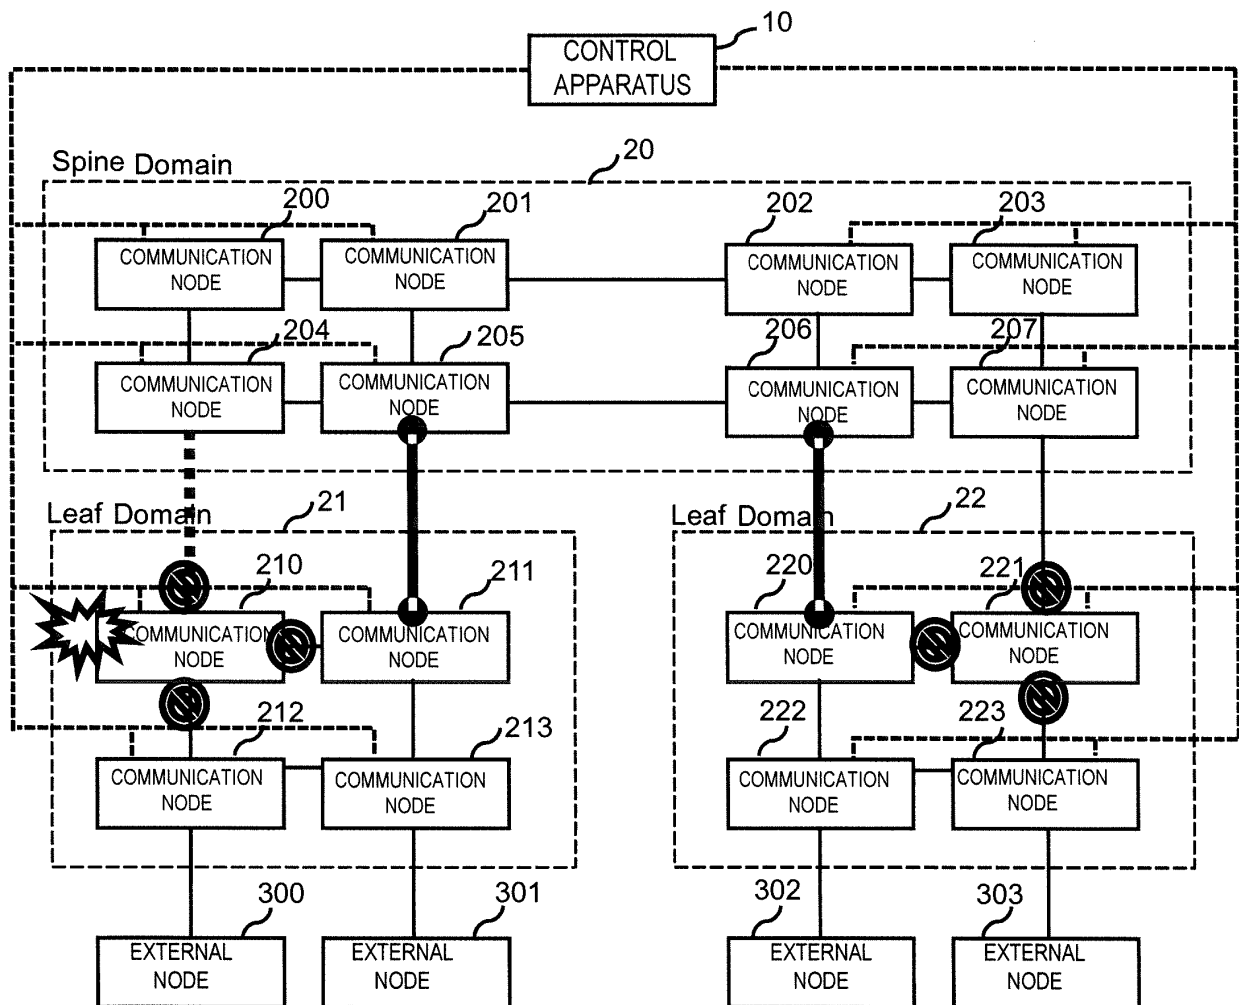 10
CONTROL
APPARATUS
Spine Domain
20
200
201
202
203
COMMUNICATION
NODE
COMMUNICATION
NODE
COMMUNICATION
NODE
COMMUNICATION
NODE
204
205
206
207
COMMUNICATION
NODE
COMMUNICATION
NODE
COMMUNICATION
NODE
COMMUNICATION
NODE
Leaf Domain
21
Leaf Domain
22
210
211
220
221
COMMUNICATION
NODE
COMMUNICATION
NODE
COMMUNICATION
NODE
COMMUNICATION
NODE
212
213
222
223
COMMUNICATION
NODE
COMMUNICATION
NODE
COMMUNICATION
NODE
COMMUNICATION
NODE
300
301
302
303
EXTERNAL
NODE
EXTERNAL
NODE
EXTERNAL
NODE
EXTERNAL
NODE